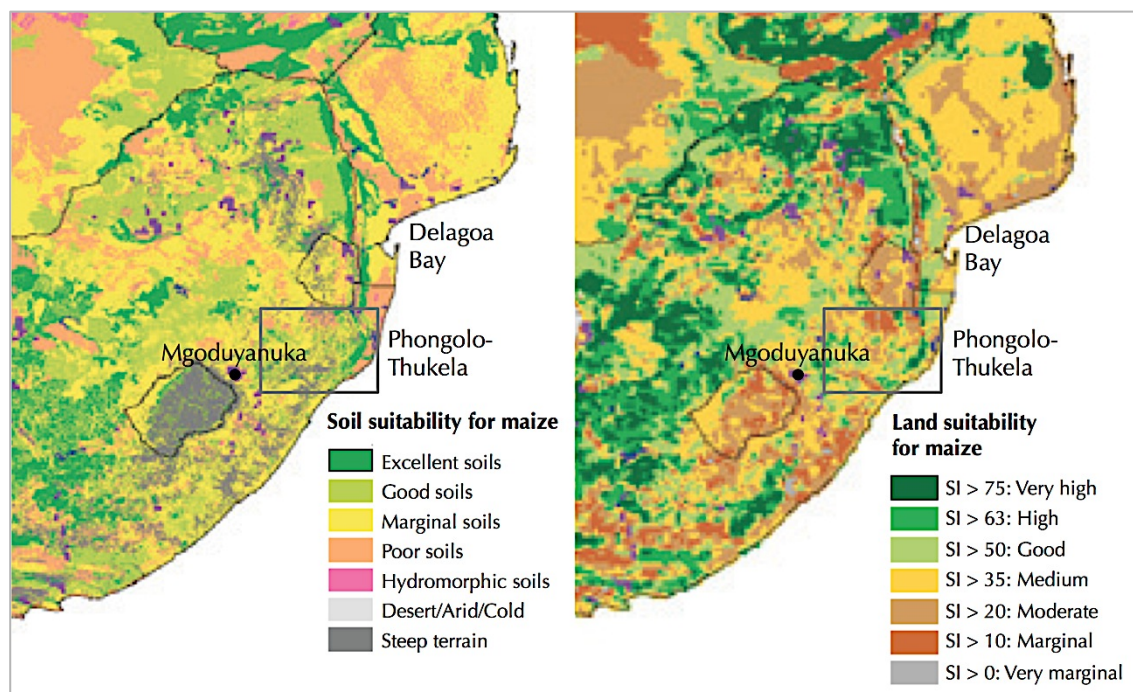 Delagoa
Bay
Phongolo-
Thukela
Mgoduyanuka
Soil suitability for maize
Excellent soils
Good soils
Marginal soils
Poor soils
Hydromorphic soils
Desert/Arid/Cold
Steep terrain
Delagoa
Bay
Phongolo-
Thukela
Mgoduyanuka
Land suitability
for maize
SI > 75: Very high
SI > 63: High
SI > 50: Good
SI > 35: Medium
SI > 20: Moderate
SI > 10: Marginal
SI > 0: Very marginal